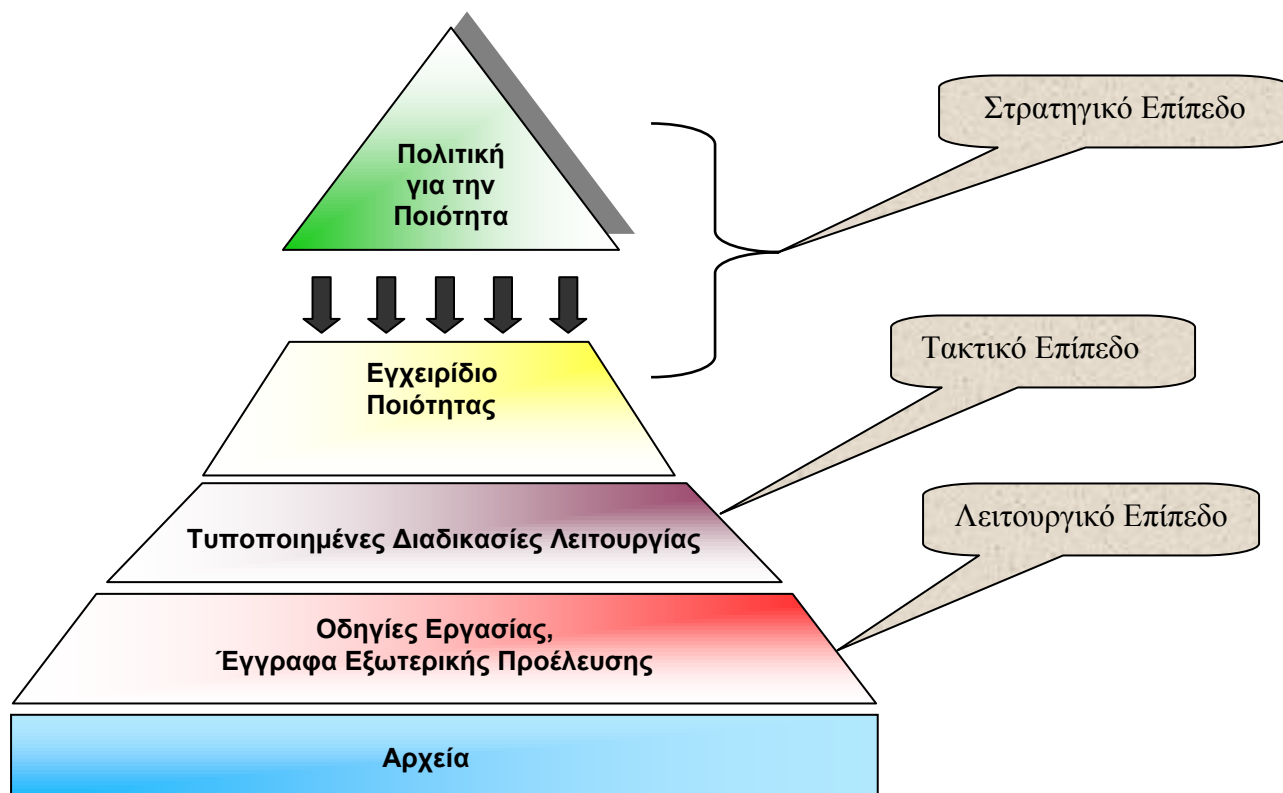 Στρατηγικό Επίπεδο
Πολιτική
για την
Ποιότητα
Τακτικό Επίπεδο
Εγχειρίδιο
Ποιότητας
Λειτουργικό Επίπεδο
Τυποποιημένες Διαδικασίες Λειτουργίας
Οδηγίες Εργασίας,
Έγγραφα Εξωτερικής Προέλευσης
Αρχεία